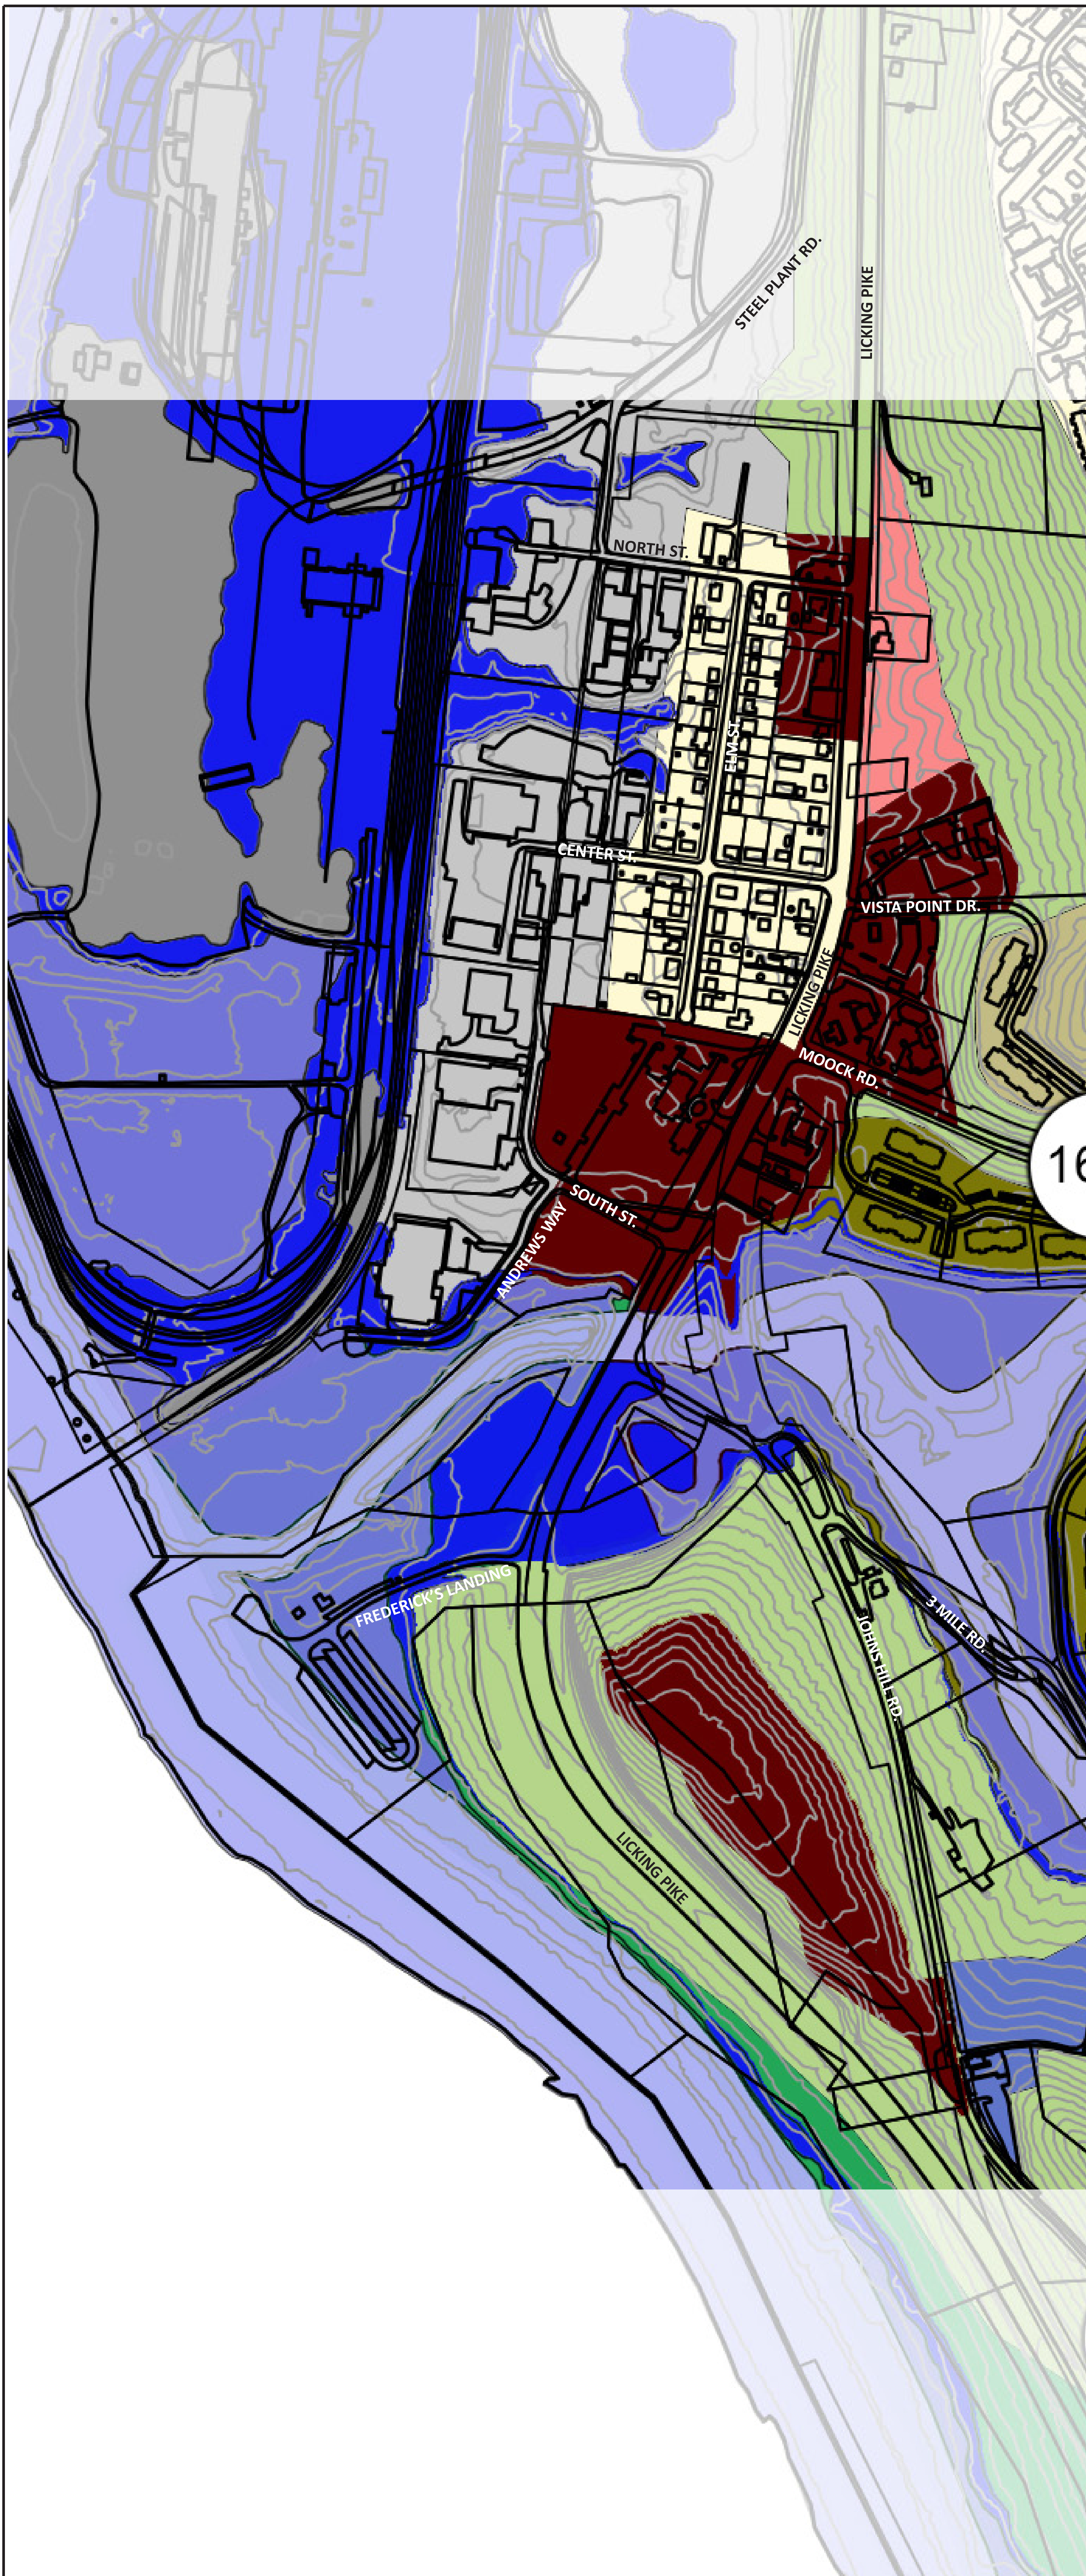 STEEL PLANT RD.
LICKING PIKE
NORTH ST.
ELM ST.
CENTER ST.
VISTA POINT DR.
LICKING PIKE
MOOCK RD.
16
SOUTH ST.
ANDREWS WAY
FREDERICK'S LANDING
3 MILE RD.
JOHNS HILL RD.
LICKING PIKE